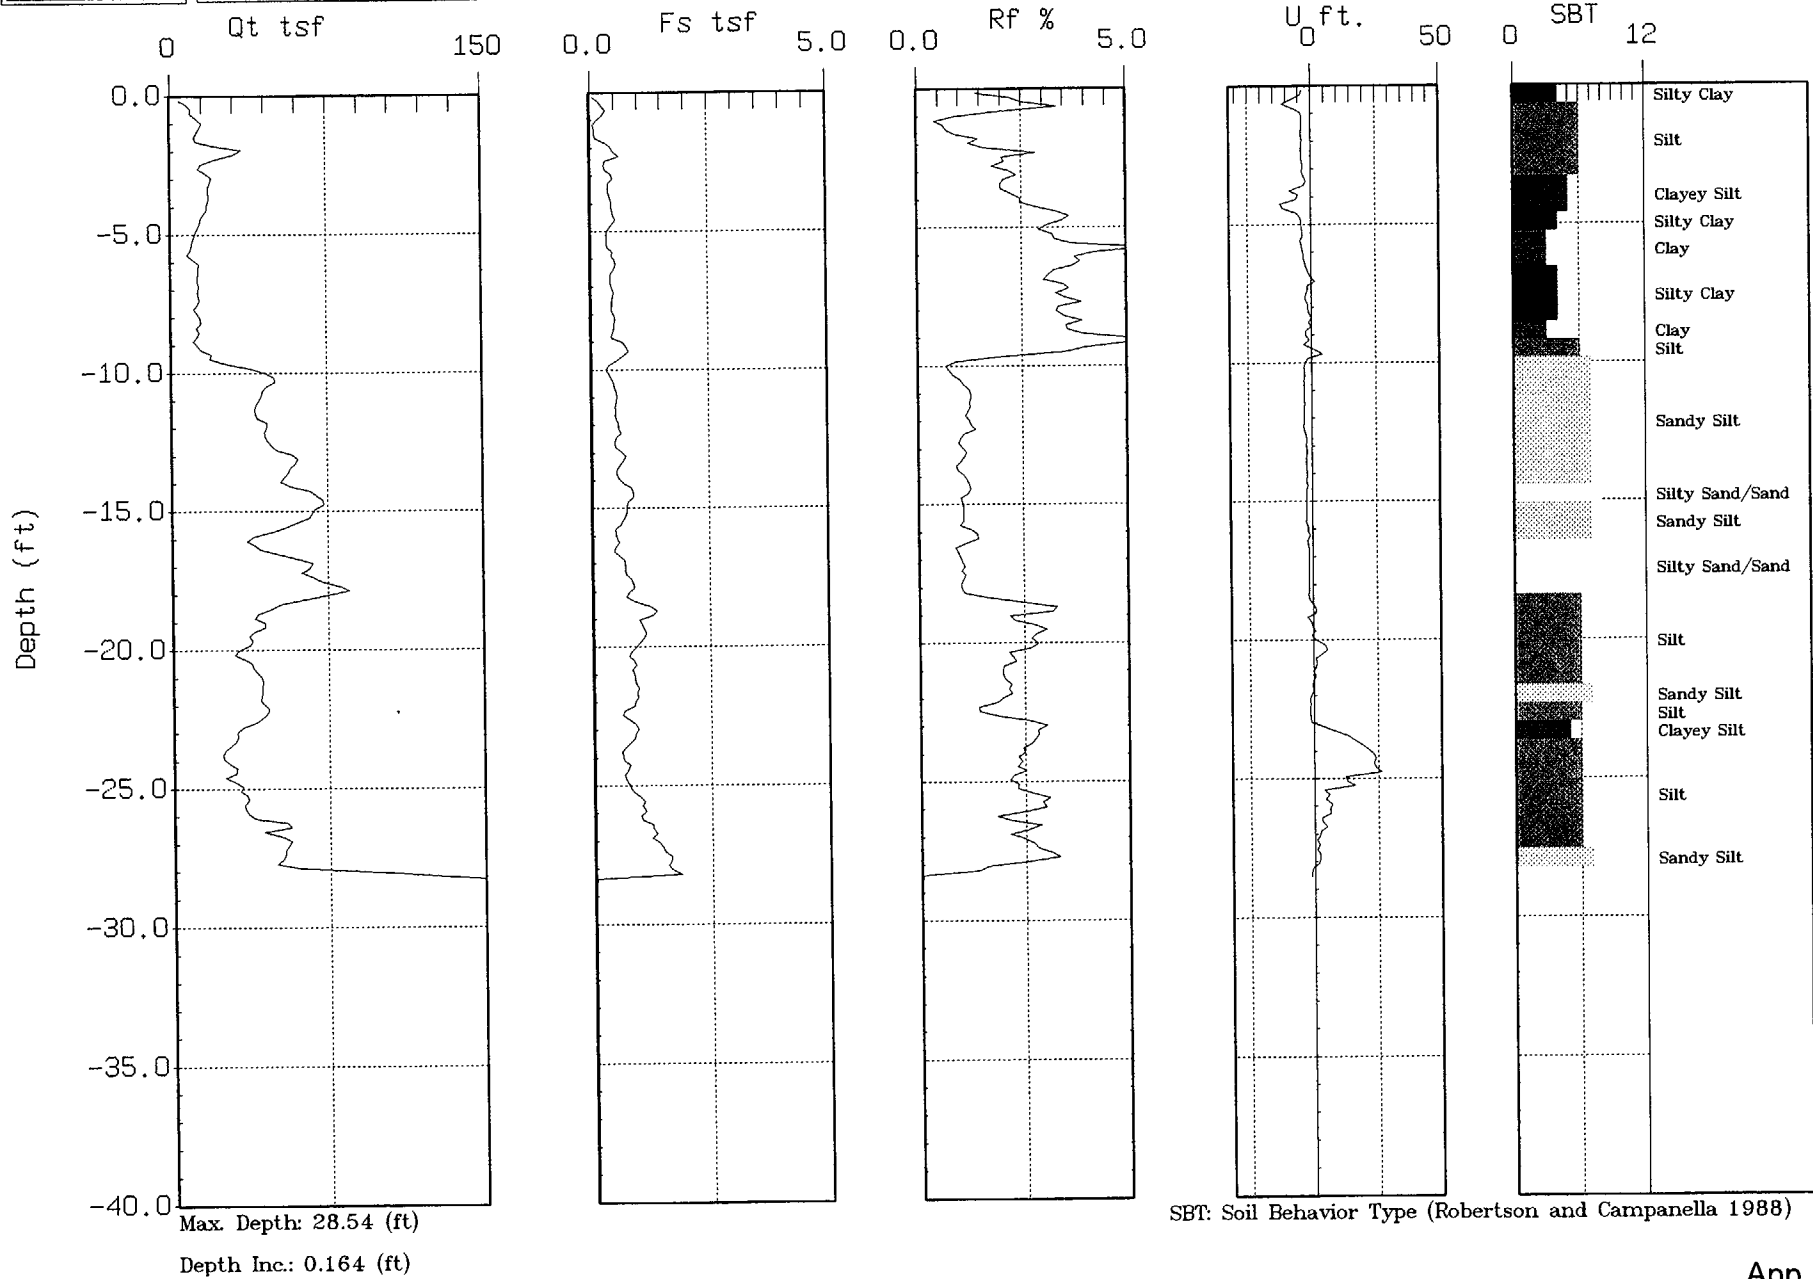 Qt tsf
0 150
Fs tsf
0.0 5.0
Rf %
0.0 5.0
U ft.
0 50
SBT
0 12
Depth (ft)
0.0
-5.0
-10.0
-15.0
-20.0
-25.0
-30.0
-35.0
-40.0
Silty Clay
Silt
Clayey Silt
Silty Clay
Clay
Silty Clay
Clay
Silt
Sandy Silt
Silty Sand/Sand
Sandy Silt
Silty Sand/Sand
Silt
Sandy Silt
Silt
Clayey Silt
Silt
Sandy Silt
Max. Depth: 28.54 (ft)
SBT: Soil Behavior Type (Robertson and Campanella 1988)
Depth Inc.: 0.164 (ft)
App